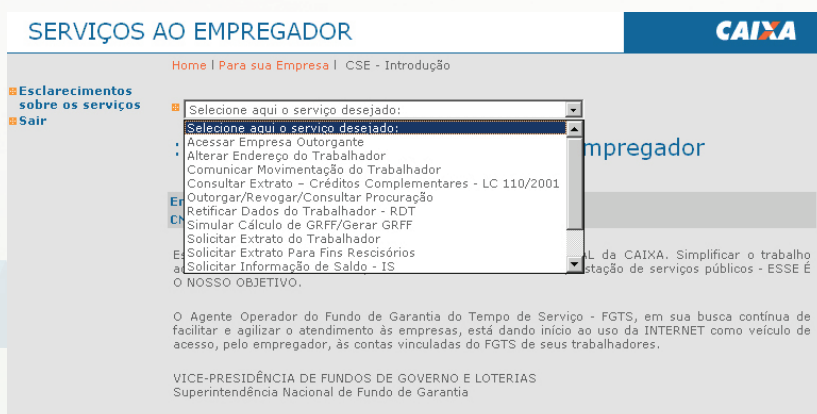 SERVIÇOS AO EMPREGADOR
CAIXA
Home | Para sua Empresa | CSE - Introdução
Esclarecimentos
sobre os serviços
Sair
Selecione aqui o serviço desejado:
Selecione aqui o serviço desejado:
Acessar Empresa Outorgante
Alterar Endereço do Trabalhador
Comunicar Movimentação do Trabalhador
Consultar Extrato – Créditos Complementares - LC 110/2001
Outorgar/Revogar/Consultar Procuração
Retificar Dados do Trabalhador - RDT
Simular Cálculo de GRFF/Gerar GRFF
Solicitar Extrato do Trabalhador
Solicitar Extrato Para Fins Rescisórios
Solicitar Informação de Saldo - IS
: mpregador
da CAIXA. Simplificar o trabalho
de serviços públicos - ESSE É
O NOSSO OBJETIVO.
O Agente Operador do Fundo de Garantia do Tempo de Serviço - FGTS, em sua busca contínua de
facilitar e agilizar o atendimento às empresas, está dando início ao uso da INTERNET como veículo de
acesso, pelo empregador, às contas vinculadas do FGTS de seus trabalhadores.
VICE-PRESIDÊNCIA DE FUNDOS DE GOVERNO E LOTERIAS
Superintendência Nacional de Fundo de Garantia